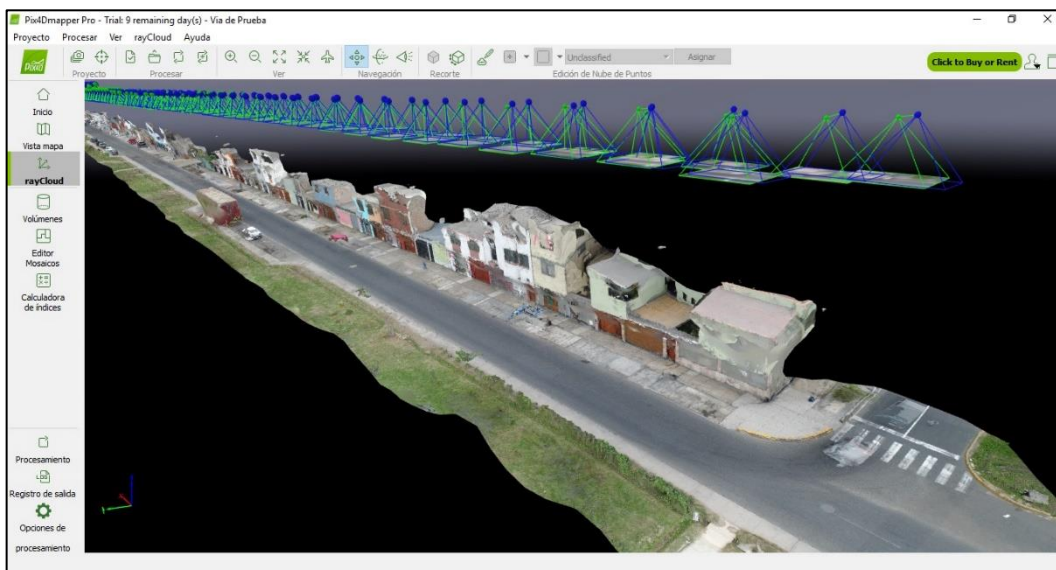 Pix4Dmapper Pro - Trial: 9 remaining day(s) - Via de Prueba
Proyecto Procesar Ver rayCloud Ayuda
Pix4D
Proyecto Procesar Ver Navegación Recorte Edición de Nube de Puntos
Unclassified Asignar
Click to Buy or Rent
Inicio
Vista mapa
rayCloud
Volúmenes
Editor
Mosaicos
Calculadora
de índices
Procesamiento
Registro de salida
Opciones de
procesamiento